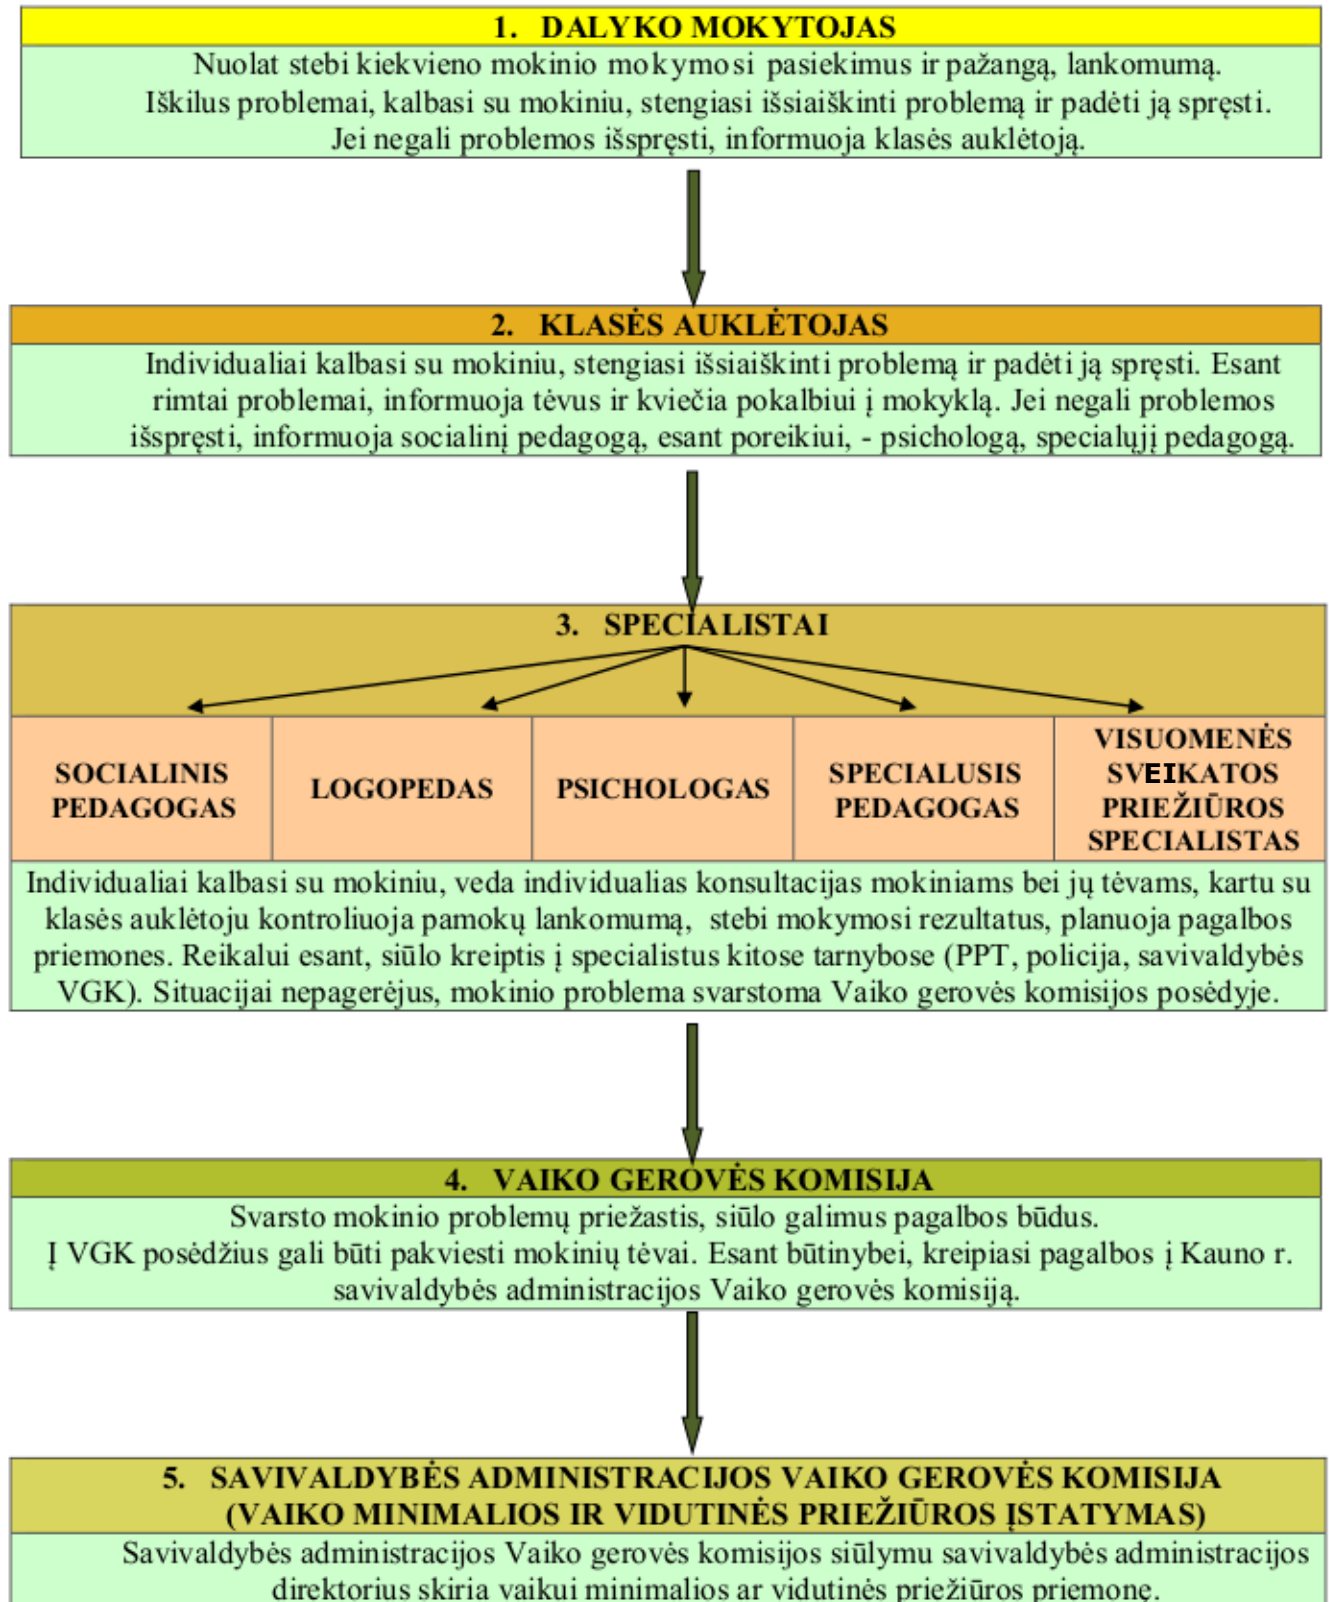 1. DALYKO MOKYTOJAS
Nuolat stebi kiekvieno mokinio mokymosi pasiekimus ir pažangą, lankomumą.
Iškilus problemai, kalbasi su mokiniu, stengiasi išsiaiškinti problemą ir padėti ją spręsti.
Jei negali problemos išspręsti, informuoja klasės auklėtoją.
2. KLASĖS AUKLĖTOJAS
Individualiai kalbasi su mokiniu, stengiasi išsiaiškinti problemą ir padėti ją spręsti. Esant
rimtai problemai, informuoja tėvus ir kviečia pokalbiui į mokyklą. Jei negali problemos
išspręsti, informuoja socialinį pedagogą, esant poreikiui, - psichologą, specialųjį pedagogą.
3. SPECIALISTAI
SOCIALINIS
PEDAGOGAS
LOGOPEDAS
PSICHOLOGAS
SPECIALUSIS
PEDAGOGAS
VISUOMENĖS
SVEIKATOS
PRIEŽIŪROS
SPECIALISTAS
Individualiai kalbasi su mokiniu, veda individualias konsultacijas mokiniams bei jų tėvams, kartu su
klasės auklėtoju kontroliuoja pamokų lankomumą, stebi mokymosi rezultatus, planuoja pagalbos
priemones. Reikalui esant, siūlo kreiptis į specialistus kitose tarnybose (PPT, policija, savivaldybės
VGK). Situacijai nepagerėjus, mokinio problema svarstoma Vaiko gerovės komisijos posėdyje.
4. VAIKO GEROVĖS KOMISIJA
Svarsto mokinio problemų priežastis, siūlo galimus pagalbos būdus.
Į VGK posėdžius gali būti pakviesti mokinių tėvai. Esant būtinybei, kreipiasi pagalbos į Kauno r.
savivaldybės administracijos Vaiko gerovės komisiją.
5. SAVIVALDYBĖS ADMINISTRACIJOS VAIKO GEROVĖS KOMISIJA
(VAIKO MINIMALIOS IR VIDUTINĖS PRIEŽIŪROS ĮSTATYMAS)
Savivaldybės administracijos Vaiko gerovės komisijos siūlymu savivaldybės administracijos
direktorius skiria vaikui minimalios ar vidutinės priežiūros priemonę.